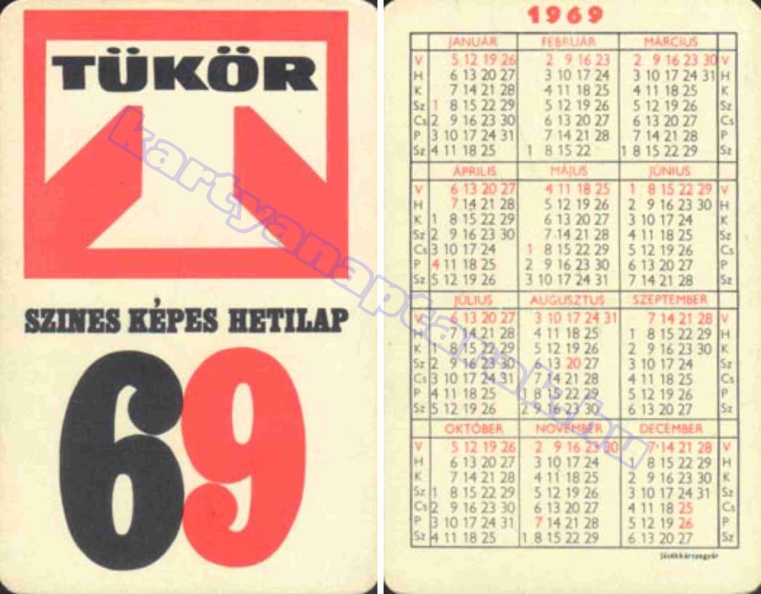 TÜKÖR
SZINES KÉPES HETILAP
69
kartyanaptarak.hu
1969
JANUÁR FEBRUÁR MÁRCIUS
V 5 12 19 26 2 9 16 23 2 9 16 23 30 V
H 6 13 20 27 3 10 17 24 3 10 17 24 31 H
K 7 14 21 28 4 11 18 25 4 11 18 25 K
Sz 1 8 15 22 29 5 12 19 26 5 12 19 26 Sz
Cs 2 9 16 23 30 6 13 20 27 6 13 20 27 Cs
P 3 10 17 24 31 7 14 21 28 7 14 21 28 P
Sz 4 11 18 25 1 8 15 22 1 8 15 22 29 Sz
ÁPRILIS MÁJUS JÚNIUS
V 6 13 20 27 4 11 18 25 1 8 15 22 29 V
H 7 14 21 28 5 12 19 26 2 9 16 23 30 H
K 1 8 15 22 29 6 13 20 27 3 10 17 24 K
Sz 2 9 16 23 30 7 14 21 28 4 11 18 25 Sz
Cs 3 10 17 24 1 8 15 22 29 5 12 19 26 Cs
P 4 11 18 25 2 9 16 23 30 6 13 20 27 P
Sz 5 12 19 26 3 10 17 24 31 7 14 21 28 Sz
JÚLIUS AUGUSZTUS SZEPTEMBER
V 6 13 20 27 3 10 17 24 31 7 14 21 28 V
H 7 14 21 28 4 11 18 25 1 8 15 22 29 H
K 1 8 15 22 29 5 12 19 26 2 9 16 23 30 K
Sz 2 9 16 23 30 6 13 20 27 3 10 17 24 Sz
Cs 3 10 17 24 31 7 14 21 28 4 11 18 25 Cs
P 4 11 18 25 1 8 15 22 29 5 12 19 26 P
Sz 5 12 19 26 2 9 16 23 30 6 13 20 27 Sz
OKTÓBER NOVEMBER DECEMBER
V 5 12 19 26 2 9 16 23 30 7 14 21 28 V
H 6 13 20 27 3 10 17 24 1 8 15 22 29 H
K 7 14 21 28 4 11 18 25 2 9 16 23 30 K
Sz 1 8 15 22 29 5 12 19 26 3 10 17 24 31 Sz
Cs 2 9 16 23 30 6 13 20 27 4 11 18 25 Cs
P 3 10 17 24 31 7 14 21 28 5 12 19 26 P
Sz 4 11 18 25 1 8 15 22 29 6 13 20 27 Sz
Játékkártyagyár